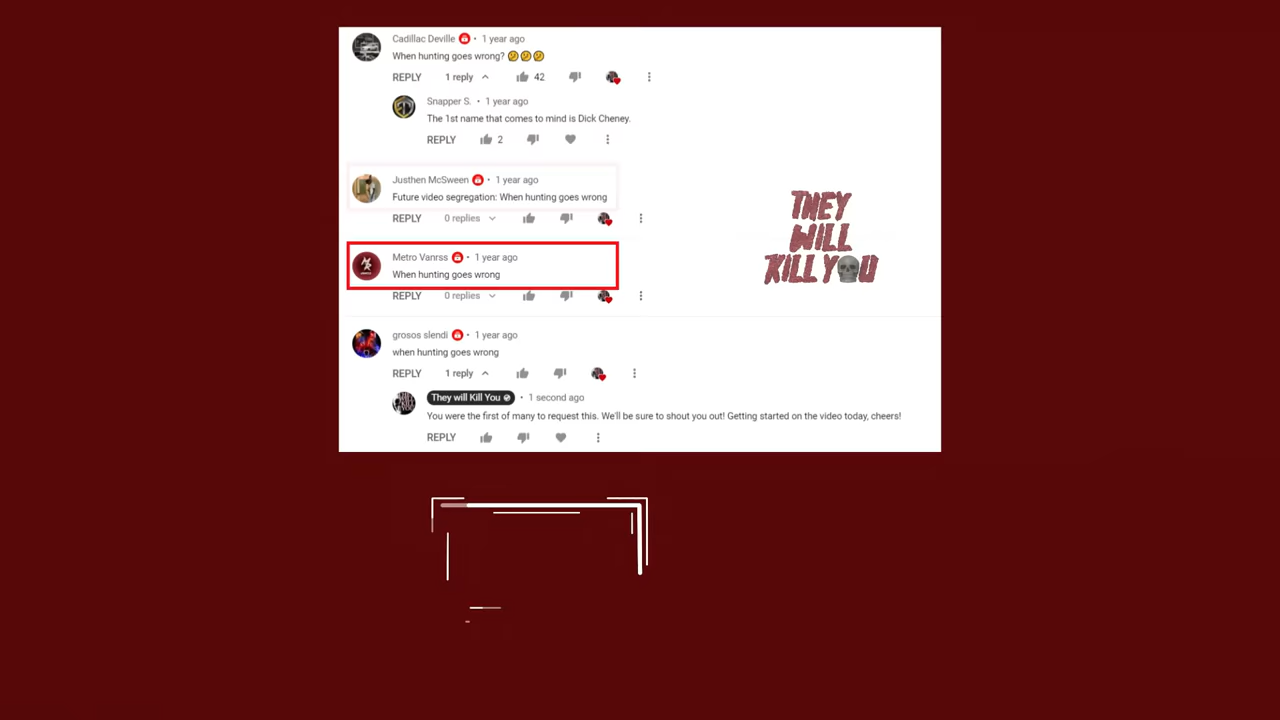 Cadillac Deville • 1 year ago
When hunting goes wrong? 🤔🤔🤔
REPLY 1 reply 42
Snapper S. • 1 year ago
The 1st name that comes to mind is Dick Cheney.
REPLY 2
Justhen McSween • 1 year ago
Future video segregation: When hunting goes wrong
REPLY 0 replies
Metro Vanrss • 1 year ago
When hunting goes wrong
REPLY 0 replies
grosos slendi • 1 year ago
when hunting goes wrong
REPLY 1 reply
They will Kill You • 1 second ago
You were the first of many to request this. We'll be sure to shout you out! Getting started on the video today, cheers!
REPLY
THEY
WILL
KILL YOU